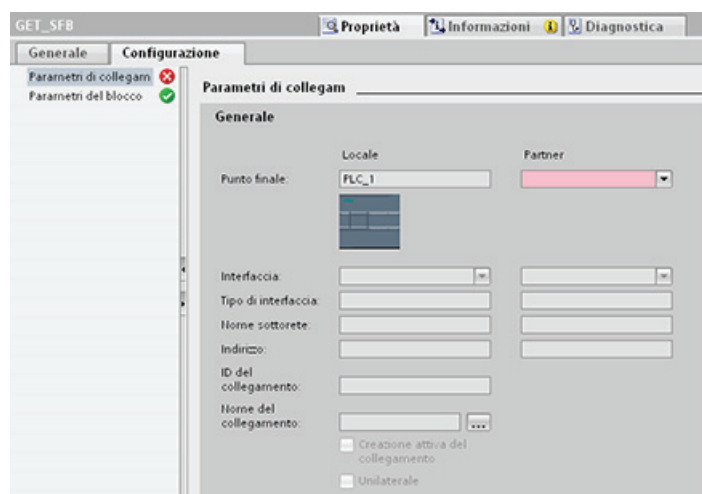 GET_SFB
Proprietà
Informazioni
Diagnostica
Generale
Configurazione
Parametri di collegam
Parametri del blocco
Parametri di collegam
Generale
Locale
Partner
Punto finale:
PLC_1
Interfaccia:
Tipo di interfaccia:
Nome sottorete:
Indirizzo:
ID del
collegamento:
Nome del
collegamento:
...
Creazione attiva del
collegamento
Unilaterale